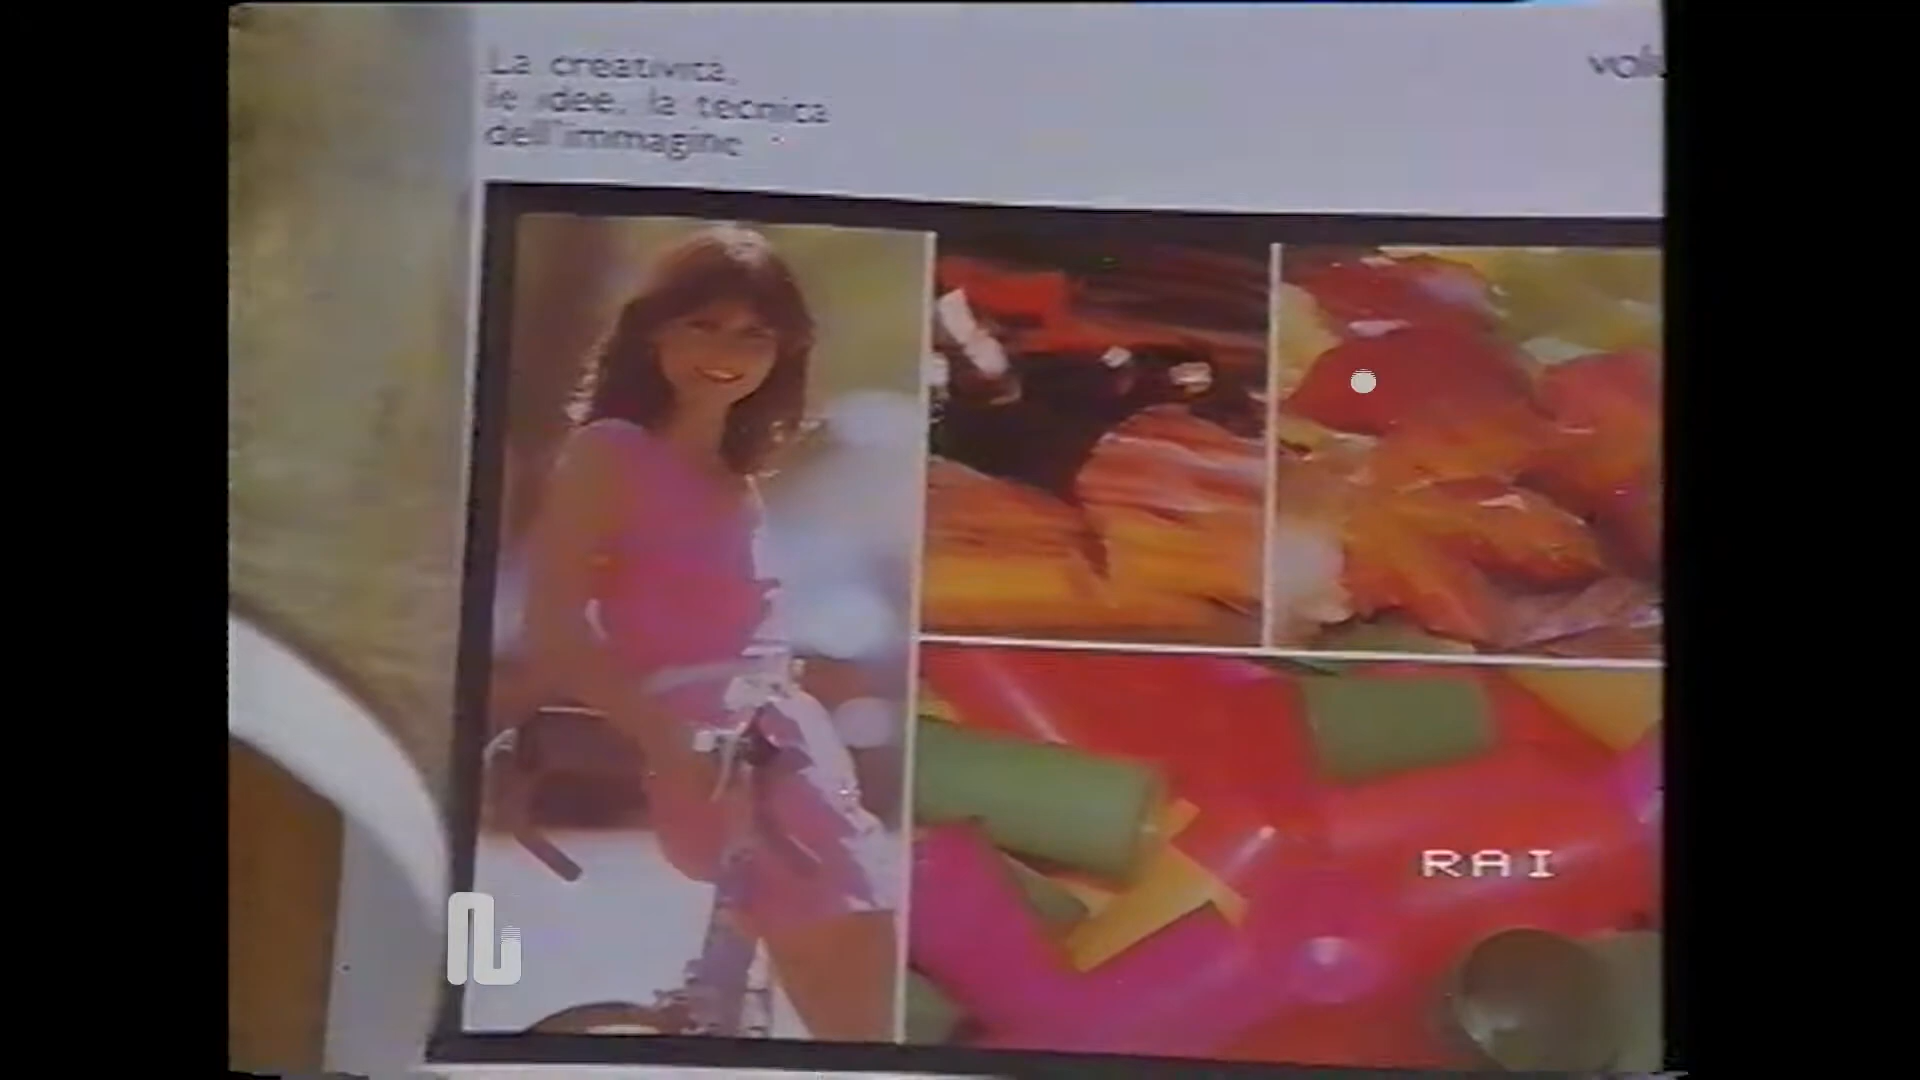 La creatività,
le idee, la tecnica
dell'immagine
RAI